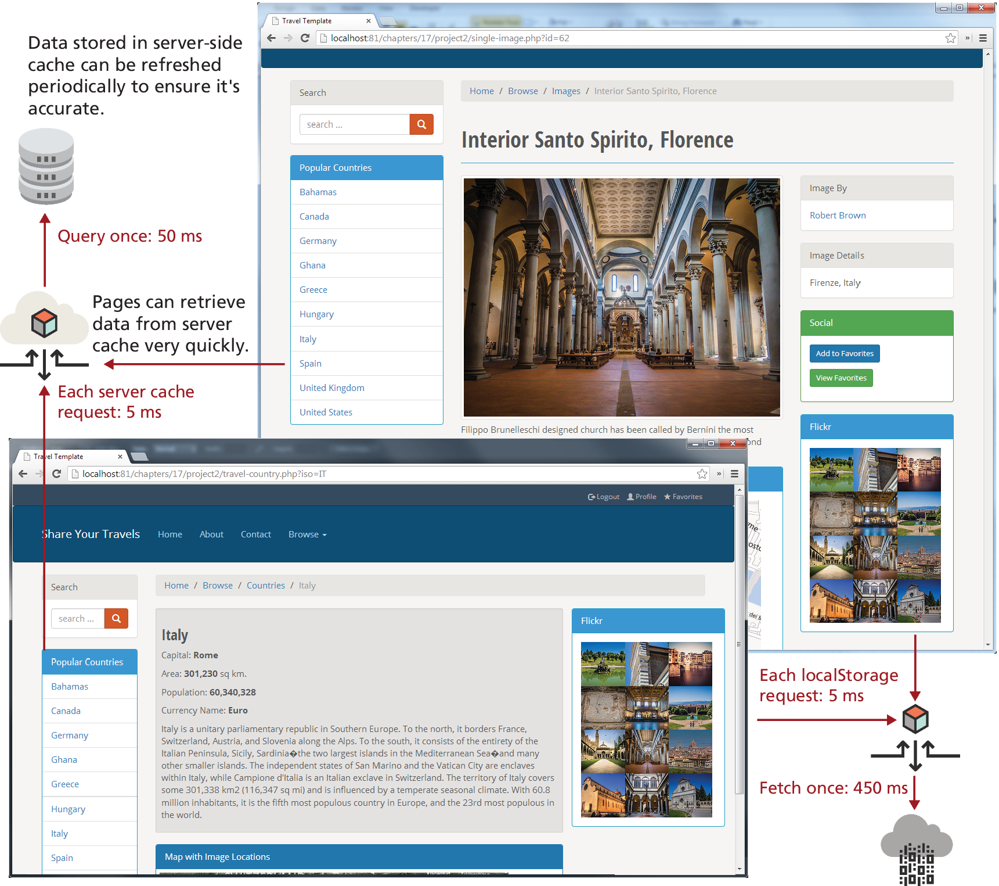 Data stored in server-side
cache can be refreshed
periodically to ensure it's
accurate.
Query once: 50 ms
Pages can retrieve
data from server
cache very quickly.
Each server cache
request: 5 ms
Travel Template
localhost:81/chapters/17/project2/single-image.php?id=62
Search
search ...
Popular Countries
Bahamas
Canada
Germany
Ghana
Greece
Hungary
Italy
Spain
United Kingdom
United States
Home / Browse / Images / Interior Santo Spirito, Florence
Interior Santo Spirito, Florence
Filippo Brunelleschi designed church has been called by Bernini the most
ond
Image By
Robert Brown
Image Details
Firenze, Italy
Social
Add to Favorites
View Favorites
Flickr
Travel Template
localhost:81/chapters/17/project2/travel-country.php?iso=IT
Logout Profile Favorites
Share Your Travels Home About Contact Browse
Search
search ...
Popular Countries
Bahamas
Canada
Germany
Ghana
Greece
Hungary
Italy
Spain
Home / Browse / Countries / Italy
Italy
Capital: Rome
Area: 301,230 sq km.
Population: 60,340,328
Currency Name: Euro
Italy is a unitary parliamentary republic in Southern Europe. To the north, it borders France,
Switzerland, Austria, and Slovenia along the Alps. To the south, it consists of the entirety of the
Italian Peninsula, Sicily, Sardinia�the two largest islands in the Mediterranean Sea�and many
other smaller islands. The independent states of San Marino and the Vatican City are enclaves
within Italy, while Campione d'Italia is an Italian exclave in Switzerland. The territory of Italy covers
some 301,338 km2 (116,347 sq mi) and is influenced by a temperate seasonal climate. With 60.8
million inhabitants, it is the fifth most populous country in Europe, and the 23rd most populous in
the world.
Map with Image Locations
Flickr
Each localStorage
request: 5 ms
Fetch once: 450 ms